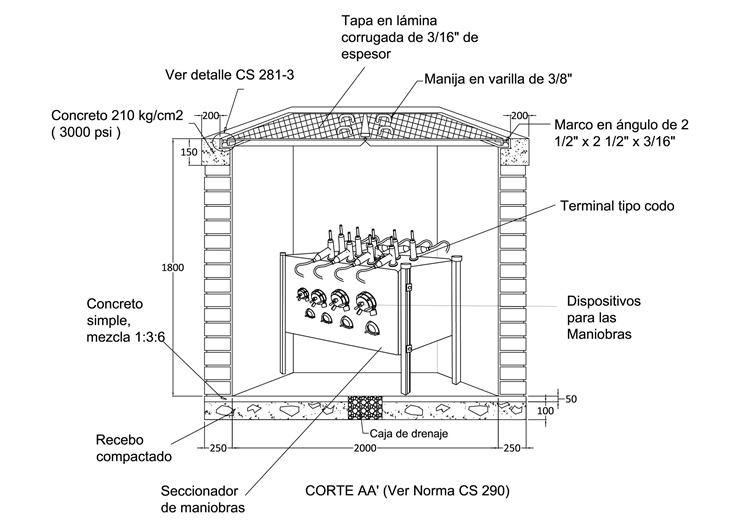 Tapa en lámina
corrugada de 3/16" de
espesor
Ver detalle CS 281-3
Manija en varilla de 3/8"
Concreto 210 kg/cm2
( 3000 psi )
200
200
Marco en ángulo de 2
1/2" x 2 1/2" x 3/16"
150
Terminal tipo codo
1800
Concreto
simple,
mezcla 1:3:6
Dispositivos
para las
Maniobras
50
100
Recebo
compactado
Caja de drenaje
250
2000
250
Seccionador
de maniobras
CORTE AA' (Ver Norma CS 290)